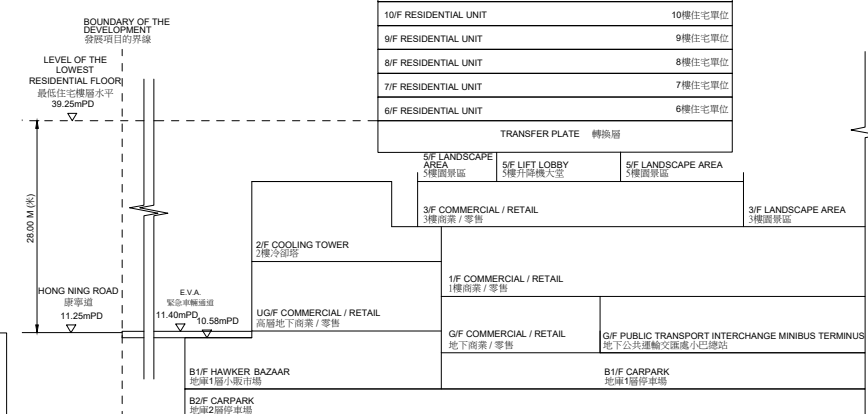 10/F RESIDENTIAL UNIT 10樓住宅單位
9/F RESIDENTIAL UNIT 9樓住宅單位
8/F RESIDENTIAL UNIT 8樓住宅單位
7/F RESIDENTIAL UNIT 7樓住宅單位
6/F RESIDENTIAL UNIT 6樓住宅單位
TRANSFER PLATE 轉換層
BOUNDARY OF THE
DEVELOPMENT
發展項目的界線
LEVEL OF THE
LOWEST
RESIDENTIAL FLOOR
最低住宅樓層水平
39.25mPD
28.00 M (米)
5/F LANDSCAPE
AREA
5樓園景區
5/F LIFT LOBBY
5樓升降機大堂
5/F LANDSCAPE AREA
5樓園景區
3/F COMMERCIAL / RETAIL
3樓商業 / 零售
3/F LANDSCAPE AREA
3樓園景區
2/F COOLING TOWER
2樓冷卻塔
1/F COMMERCIAL / RETAIL
1樓商業 / 零售
HONG NING ROAD
康寧道
11.25mPD
E.V.A.
緊急車輛通道
11.40mPD
10.58mPD
UG/F COMMERCIAL / RETAIL
高層地下商業 / 零售
G/F COMMERCIAL / RETAIL
地下商業 / 零售
G/F PUBLIC TRANSPORT INTERCHANGE MINIBUS TERMINUS
地下公共運輸交匯處小巴總站
B1/F HAWKER BAZAAR
地庫1層小販市場
B1/F CARPARK
地庫1層停車場
B2/F CARPARK
地庫2層停車場